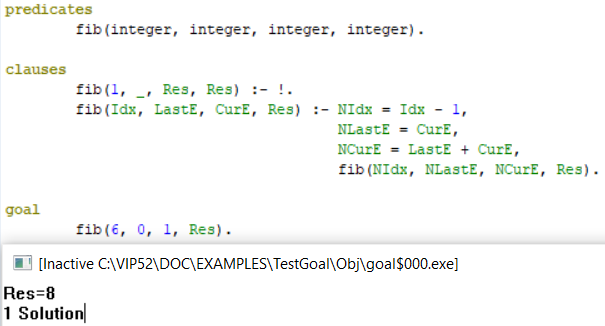 predicates
fib(integer, integer, integer, integer).
clauses
fib(1, _, Res, Res) :- !.
fib(Idx, LastE, CurE, Res) :- NIdx = Idx - 1,
NLastE = CurE,
NCurE = LastE + CurE,
fib(NIdx, NLastE, NCurE, Res).
goal
fib(6, 0, 1, Res).
[Inactive C:\VIP52\DOC\EXAMPLES\TestGoal\Obj\goal$000.exe]
Res=8
1 Solution